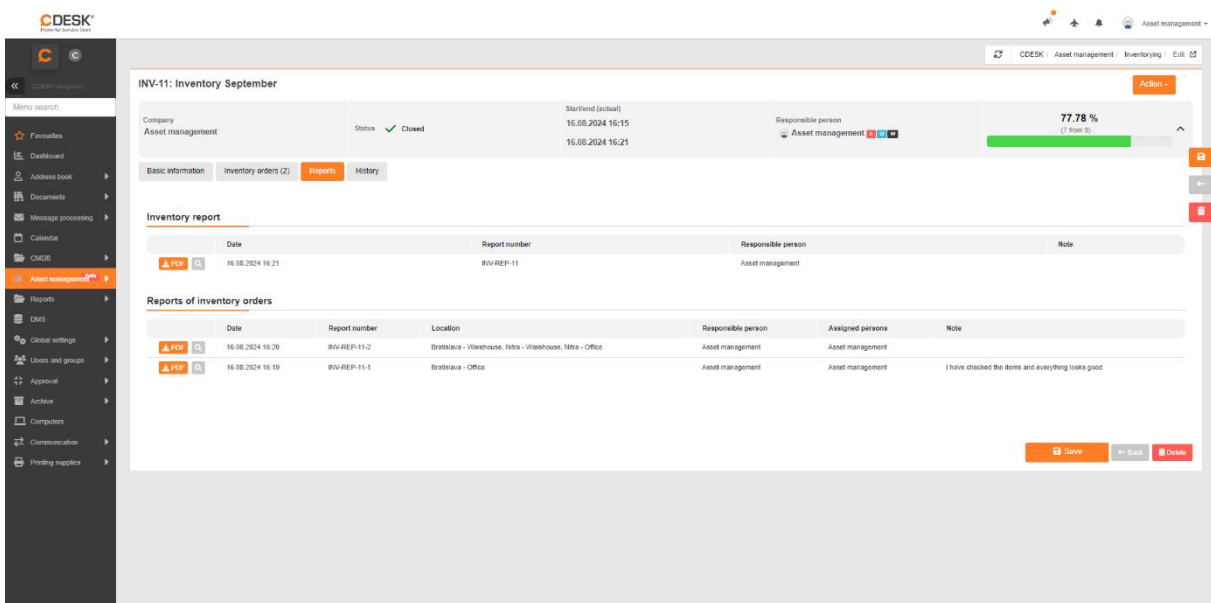 CDESK®
Powerful Service Desk
Asset management
CDESK / Asset management / Inventorying / Edit
CDESK navigation
Menu search
Favourites
Dashboard
Address book
Documents
Message processing
Calendar
CMDB
Asset management Beta
Reports
DMS
Global settings
Users and groups
Approval
Archive
Computers
Communication
Printing supplies
INV-11: Inventory September
Action
Company
Asset management
Status Closed
Start/end (actual)
16.08.2024 16:15
16.08.2024 16:21
Responsible person
Asset management
77.78 %
(7 from 9)
Basic information Inventory orders (2) Reports History
Inventory report
Date Report number Responsible person Note
PDF 16.08.2024 16:21 INV-REP-11 Asset management
Reports of inventory orders
Date Report number Location Responsible person Assigned persons Note
PDF 16.08.2024 16:20 INV-REP-11-2 Bratislava - Warehouse, Nitra - Warehouse, Nitra - Office Asset management Asset management
PDF 16.08.2024 16:19 INV-REP-11-1 Bratislava - Office Asset management Asset management I have checked the items and everything looks good
Save Back Delete